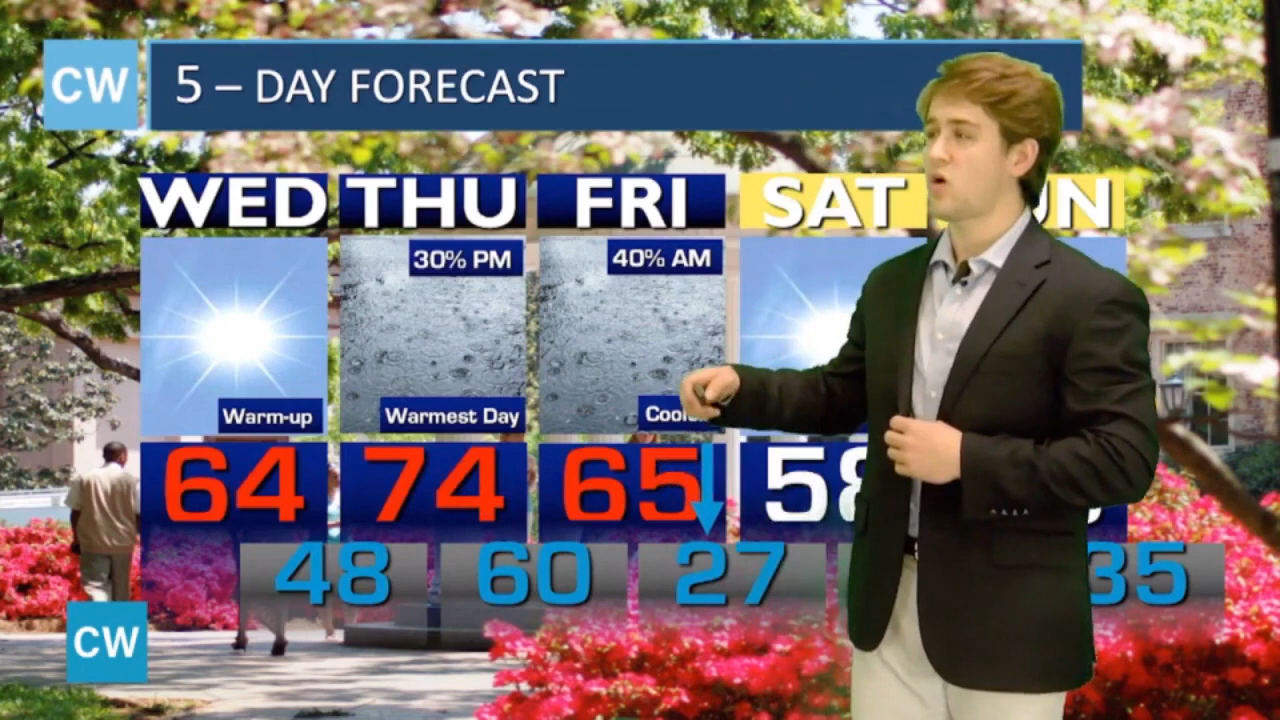 CW
5 – DAY FORECAST
WED THU FRI SAT
30% PM
40% AM
Warm-up
Warmest Day
64 74 65
48 60 27 35
CW